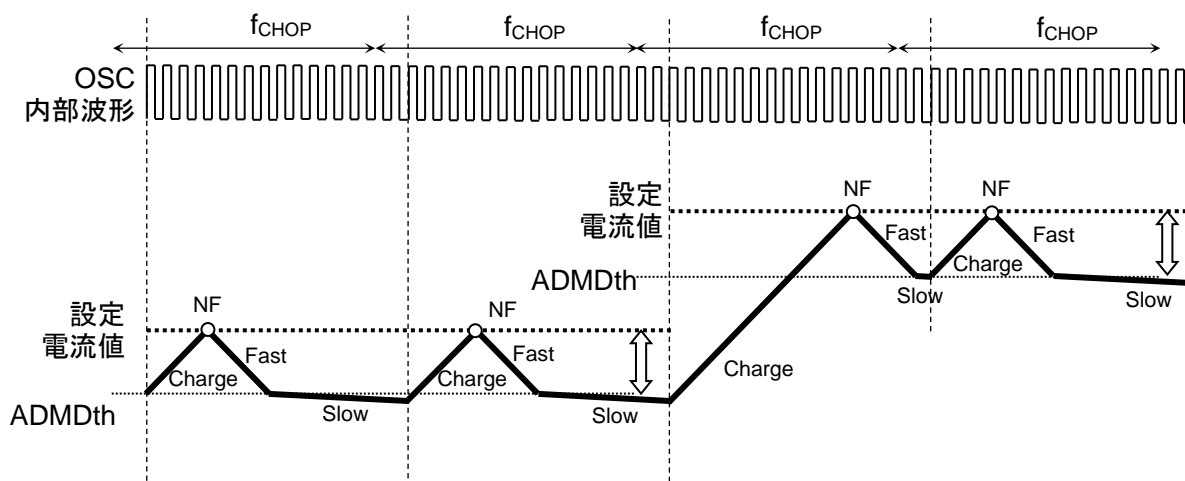 fCHOP fCHOP fCHOP fCHOP
OSC
内部波形
設定
電流値
NF NF
Fast Fast
Charge
ADMDth
Slow Slow
設定
電流値
NF NF
Fast Fast
Charge Charge Charge
ADMDth
Slow Slow